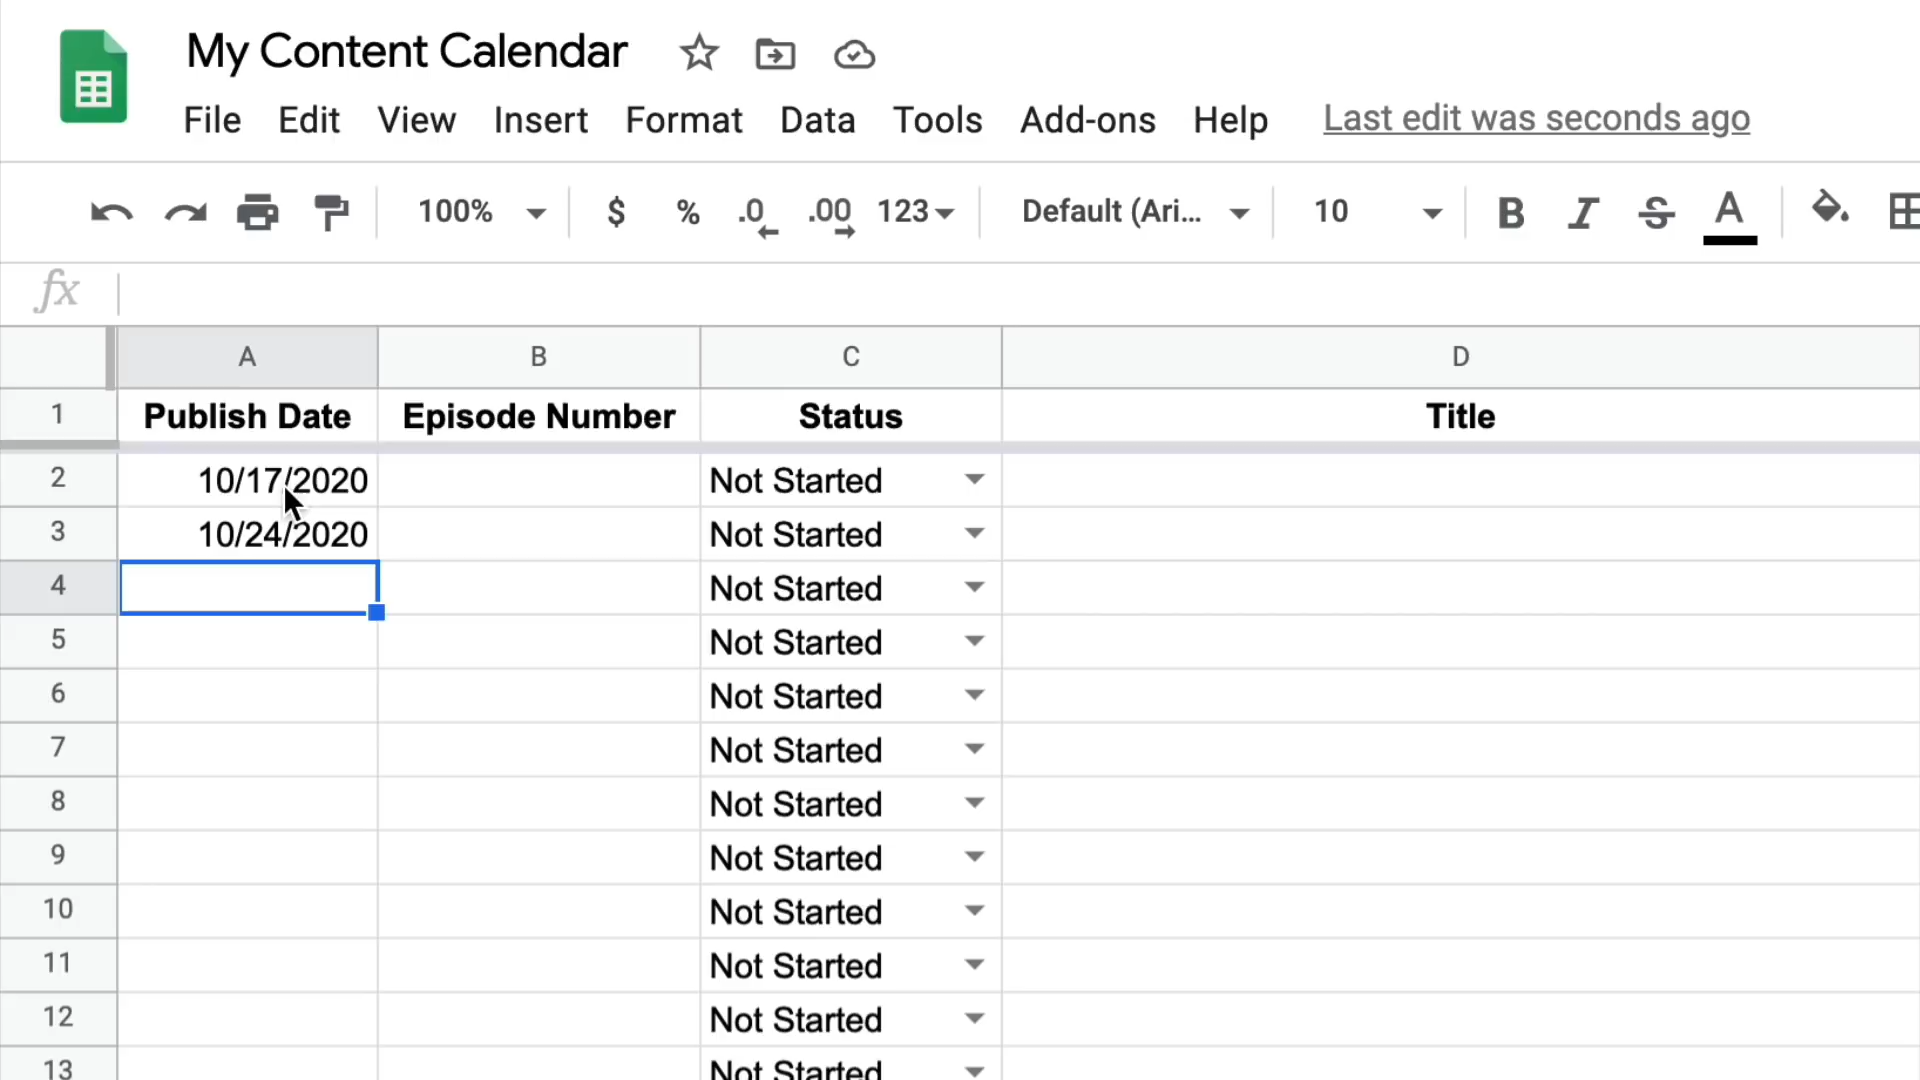 My Content Calendar
File Edit View Insert Format Data Tools Add-ons Help Last edit was seconds ago
100% $ % .0 .00 123 Default (Ari... 10 B I S A
fx
A B C D
1 Publish Date Episode Number Status Title
2 10/17/2020 Not Started
3 10/24/2020 Not Started
4 Not Started
5 Not Started
6 Not Started
7 Not Started
8 Not Started
9 Not Started
10 Not Started
11 Not Started
12 Not Started
13 Not Started